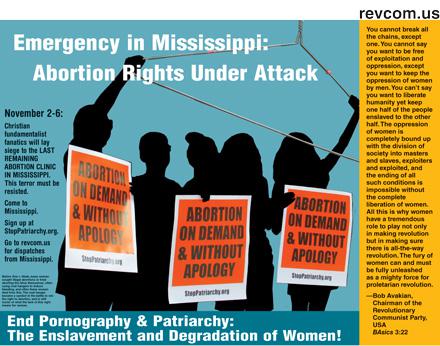 revcom.us
Emergency in Mississippi:
Abortion Rights Under Attack
November 2-6:
Christian
fundamentalist
fanatics will lay
siege to the LAST
REMAINING
ABORTION CLINIC
IN MISSISSIPPI.
This terror must be
resisted.
Come to
Mississippi.
Sign up at
StopPatriarchy.org.
Go to revcom.us
for dispatches
from Mississippi.
ABORTION
ON DEMAND
& WITHOUT
APOLOGY
StopPatriarchy.org
ABORTION
ON DEMAND
& WITHOUT
APOLOGY
StopPatriarchy.org
ABORTION
ON DEMAND
& WITHOUT
APOLOGY
StopPatriarchy.org
End Pornography & Patriarchy:
The Enslavement and Degradation of Women!
You cannot break all
the chains, except
one. You cannot say
you want to be free
of exploitation and
oppression, except
you want to keep the
oppression of women
by men. You can't say
you want to liberate
humanity yet keep
one half of the people
enslaved to the other
half. The oppression
of women is
completely bound up
with the division of
society into masters
and slaves, exploiters
and exploited, and
the ending of all
such conditions is
impossible without
the complete
liberation of women.
All this is why women
have a tremendous
role to play not only
in making revolution
but in making sure
there is all-the-way
revolution. The fury of
women can and must
be fully unleashed
as a mighty force for
proletarian revolution.
—Bob Avakian,
Chairman of the
Revolutionary
Communist Party,
USA
BAsics 3:22